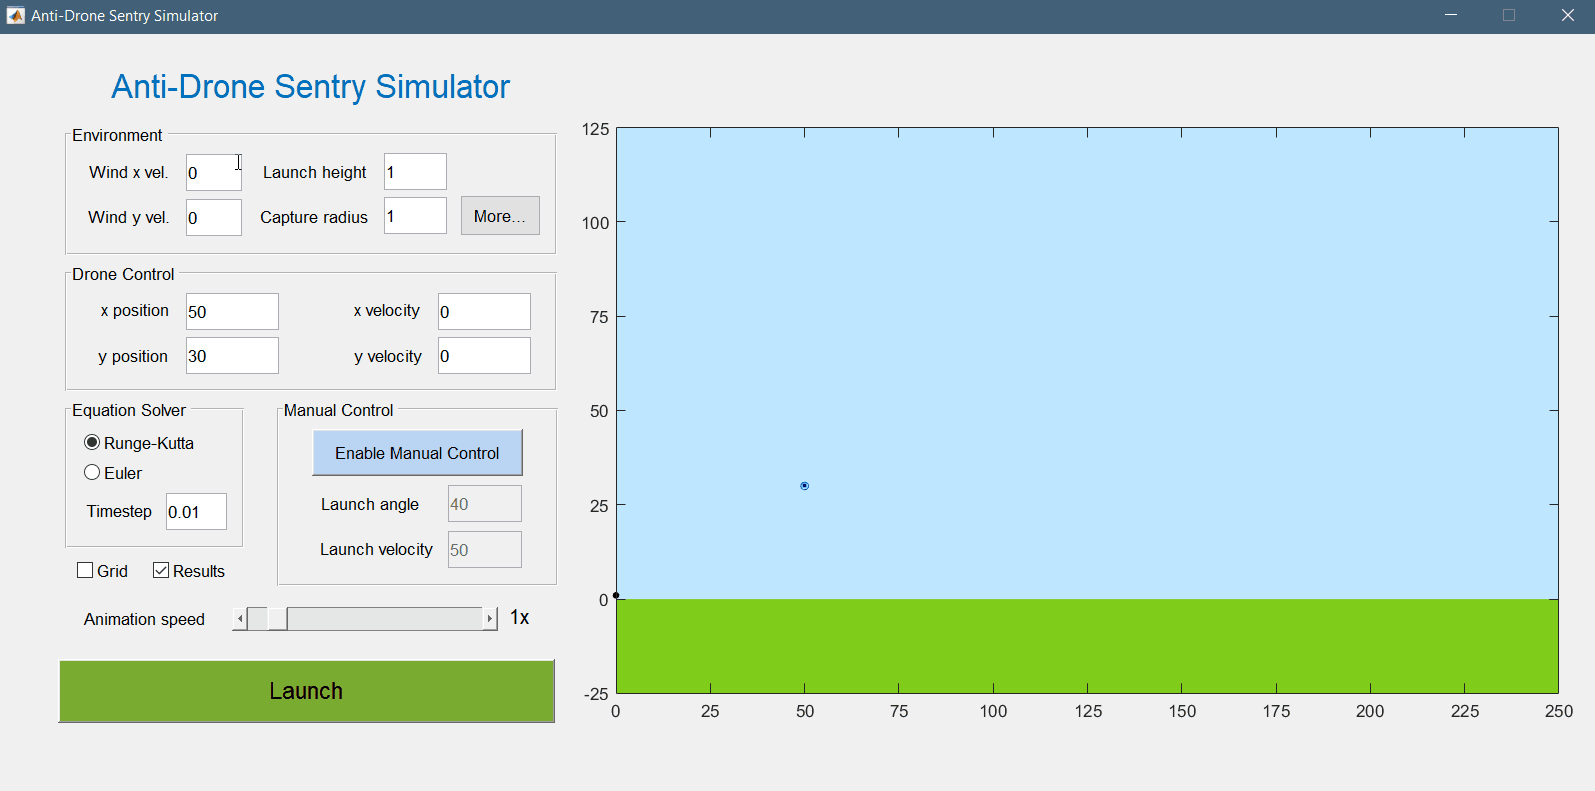 Anti-Drone Sentry Simulator
Anti-Drone Sentry Simulator
Environment
Wind x vel. 0 Launch height 1
Wind y vel. 0 Capture radius 1 More...
Drone Control
x position 50 x velocity 0
y position 30 y velocity 0
Equation Solver
Runge-Kutta
Euler
Timestep 0.01
Manual Control
Enable Manual Control
Launch angle 40
Launch velocity 50
Grid Results
Animation speed 1x
Launch
125
100
75
50
25
0
-25
0 25 50 75 100 125 150 175 200 225 250